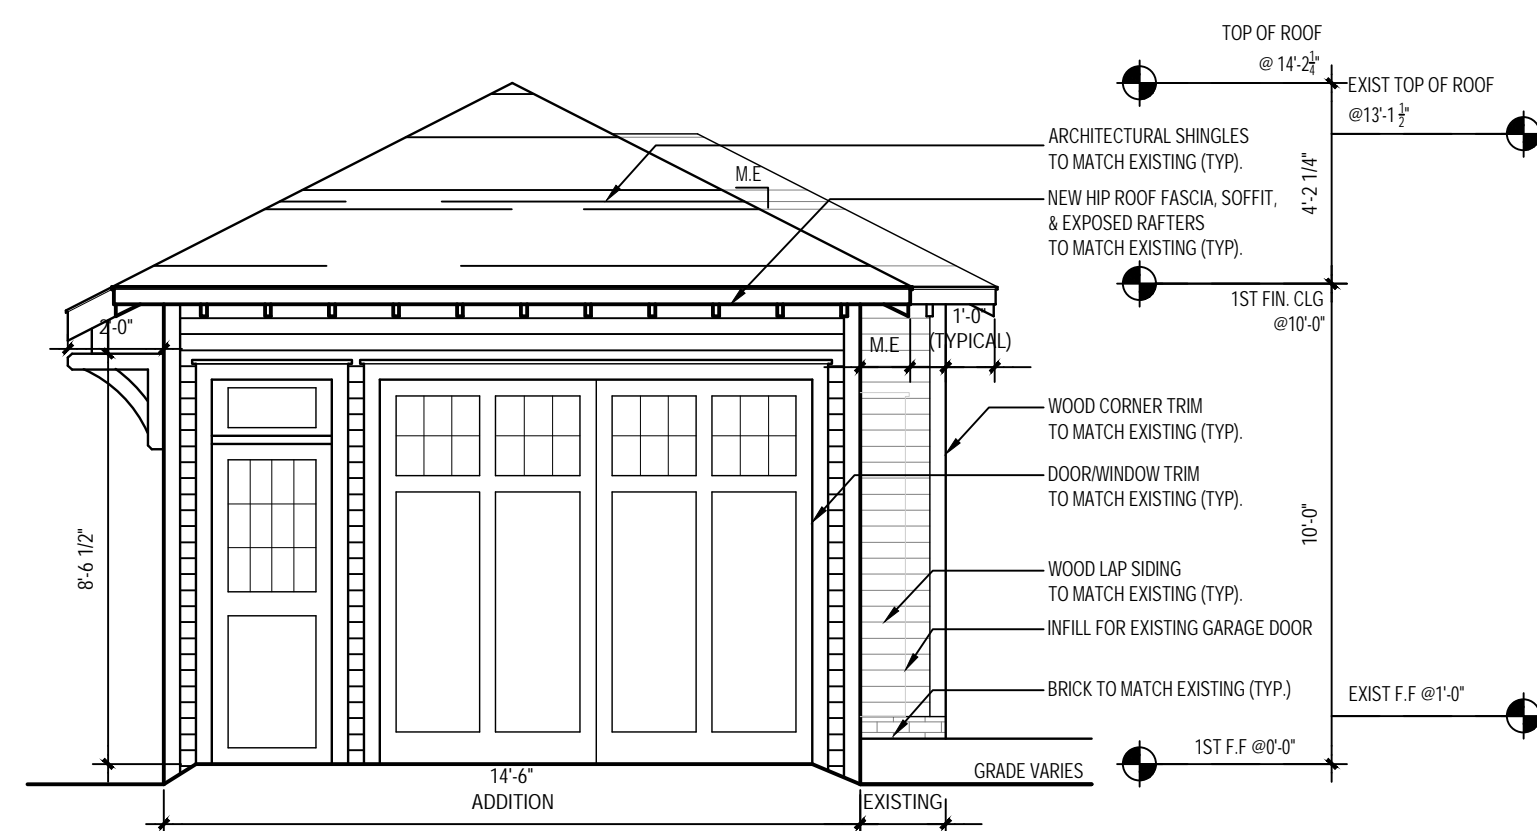 TOP OF ROOF
@ 14'-2 1/4"
EXIST TOP OF ROOF
@13'-1 1/2"
ARCHITECTURAL SHINGLES
TO MATCH EXISTING (TYP).
M.E
NEW HIP ROOF FASCIA, SOFFIT,
& EXPOSED RAFTERS
TO MATCH EXISTING (TYP).
4'-2 1/4"
1ST FIN. CLG
@10'-0"
2'-0"
1'-0"
(TYPICAL)
M.E
WOOD CORNER TRIM
TO MATCH EXISTING (TYP).
DOOR/WINDOW TRIM
TO MATCH EXISTING (TYP).
8'-6 1/2"
10'-0"
WOOD LAP SIDING
TO MATCH EXISTING (TYP).
INFILL FOR EXISTING GARAGE DOOR
BRICK TO MATCH EXISTING (TYP.)
EXIST F.F @1'-0"
1ST F.F @0'-0"
GRADE VARIES
14'-6"
ADDITION
EXISTING